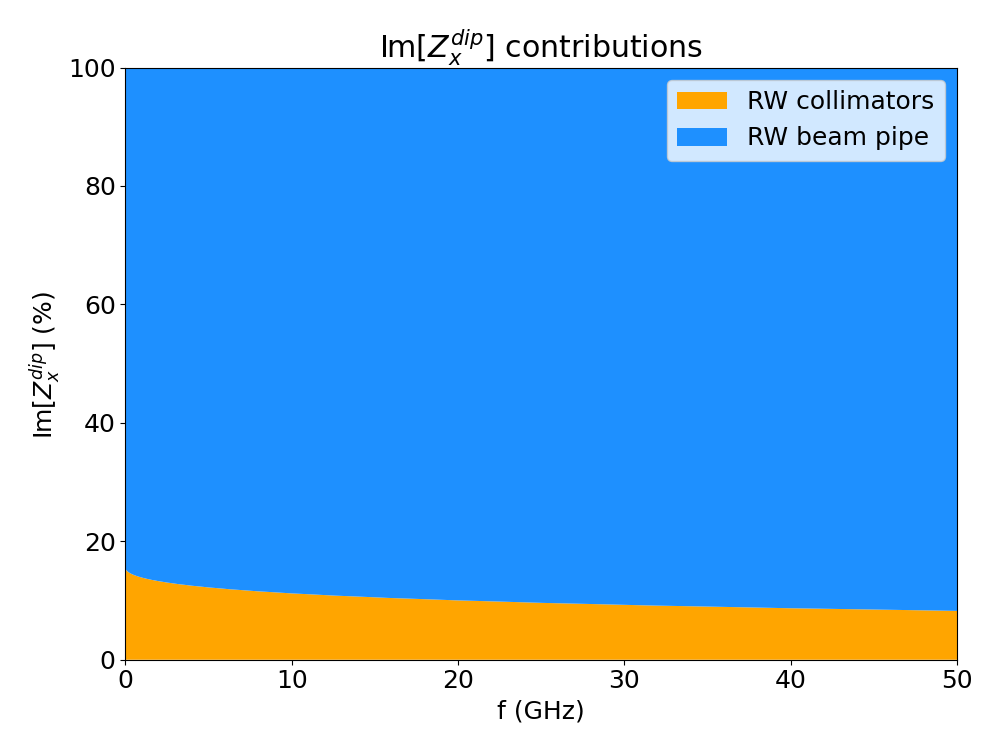 Im[Z_x^{dip}] contributions
100
80
60
40
20
0
Im[Z_x^{dip}] (%)
RW collimators
RW beam pipe
0 10 20 30 40 50
f (GHz)